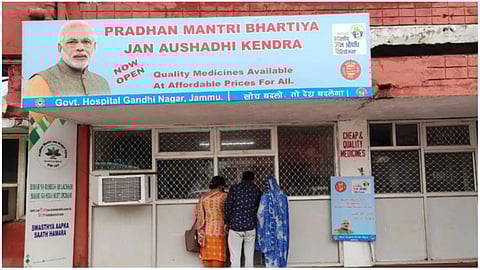 PRADHAN MANTRI BHARTIYA
JAN AUSHADHI KENDRA
NOW
OPEN
Quality Medicines Available
At Affordable Prices For All.
Govt. Hospital Gandhi Nagar, Jammu.
सोच बदलो, तो देश बदलेगा।
CHEAP &
QUALITY
MEDICINES
SWASTHYA AAPKA
SAATH HAMARA